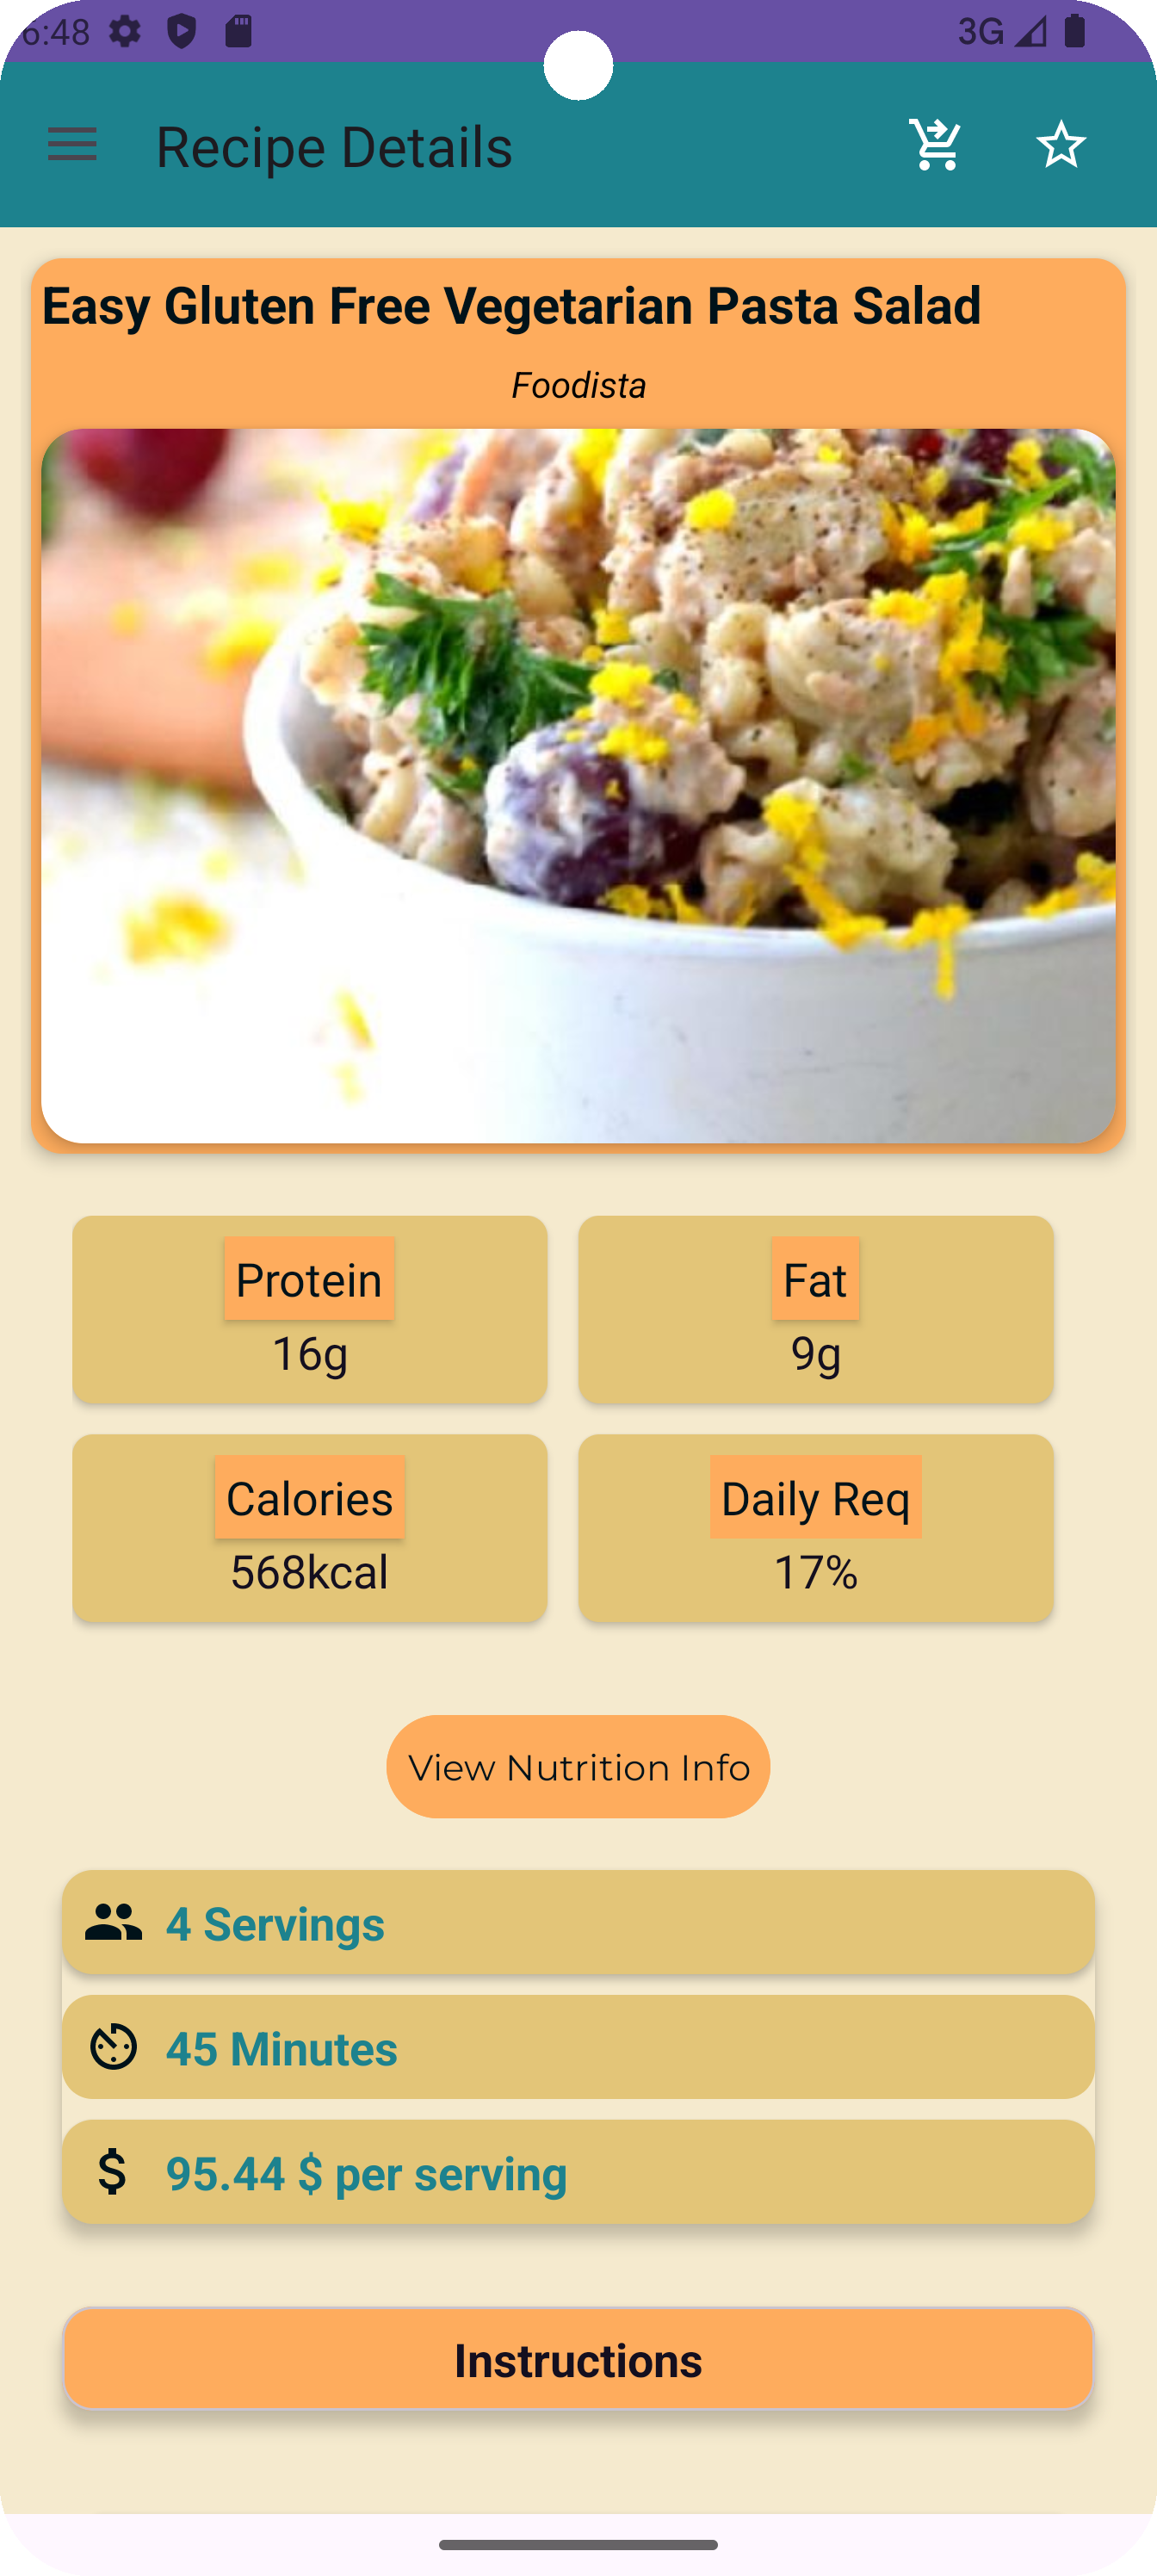 6:48 3G
Recipe Details
Easy Gluten Free Vegetarian Pasta Salad
Foodista
Protein Fat
16g 9g
Calories Daily Req
568kcal 17%
View Nutrition Info
4 Servings
45 Minutes
$ 95.44 $ per serving
Instructions